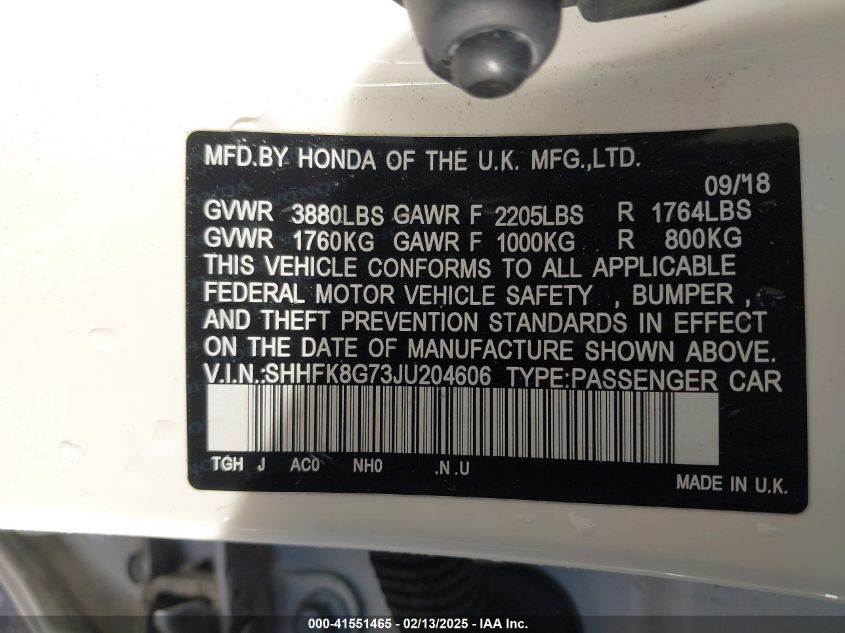 MFD.BY HONDA OF THE U.K. MFG.,LTD.
09/18
GVWR 3880LBS GAWR F 2205LBS R 1764LBS
GVWR 1760KG GAWR F 1000KG R 800KG
THIS VEHICLE CONFORMS TO ALL APPLICABLE
FEDERAL MOTOR VEHICLE SAFETY , BUMPER ,
AND THEFT PREVENTION STANDARDS IN EFFECT
ON THE DATE OF MANUFACTURE SHOWN ABOVE.
V.I.N.:SHHFK8G73JU204606 TYPE:PASSENGER CAR
TGH J AC0 NH0 .N.U
MADE IN U.K.
000-41551465 - 02/13/2025 - IAA Inc.